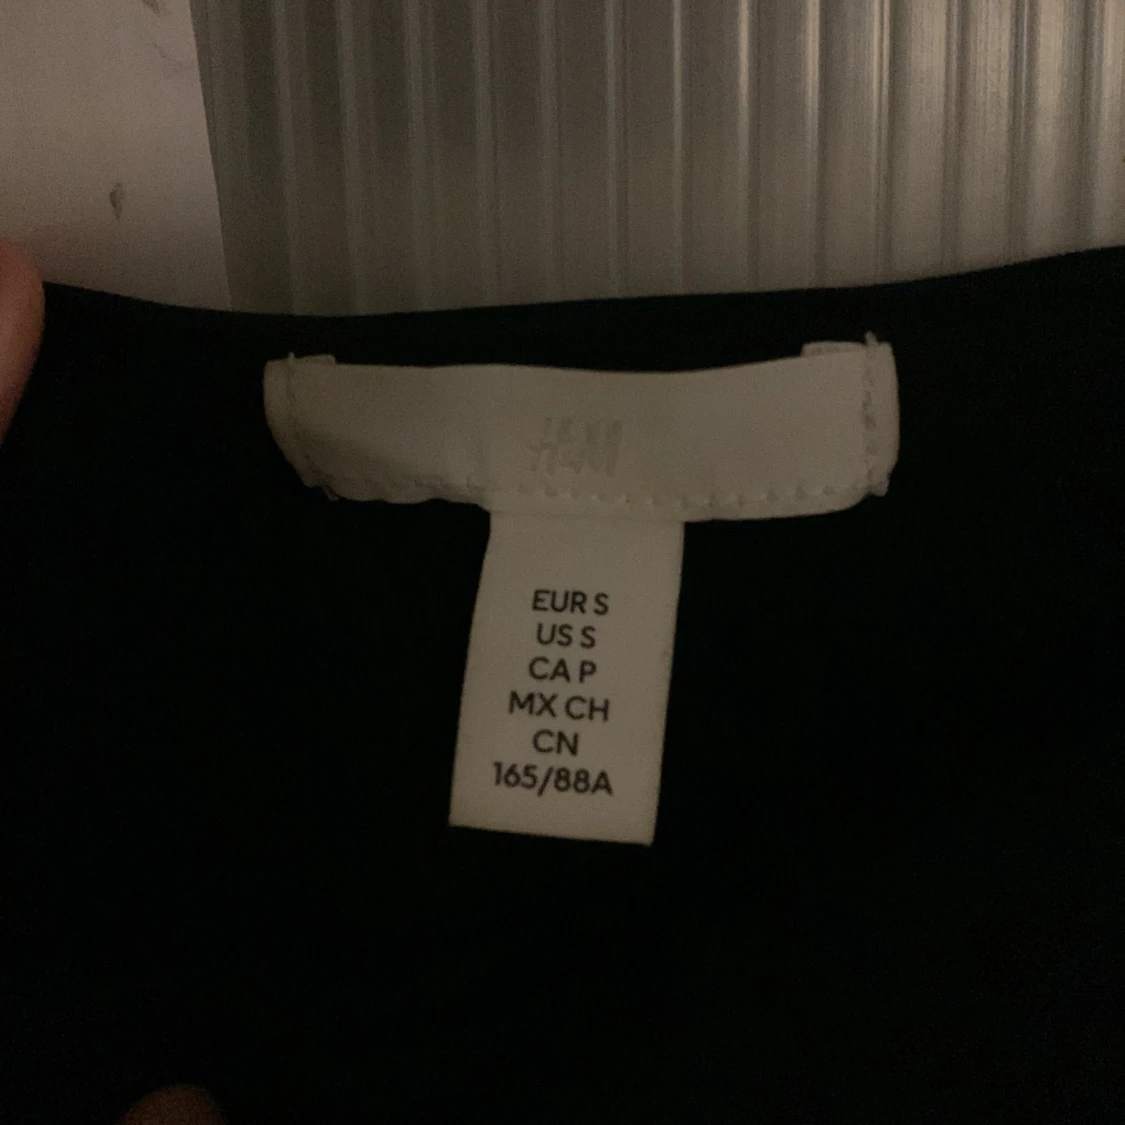 H&M
EUR S
US S
CA P
MX CH
CN
165/88A